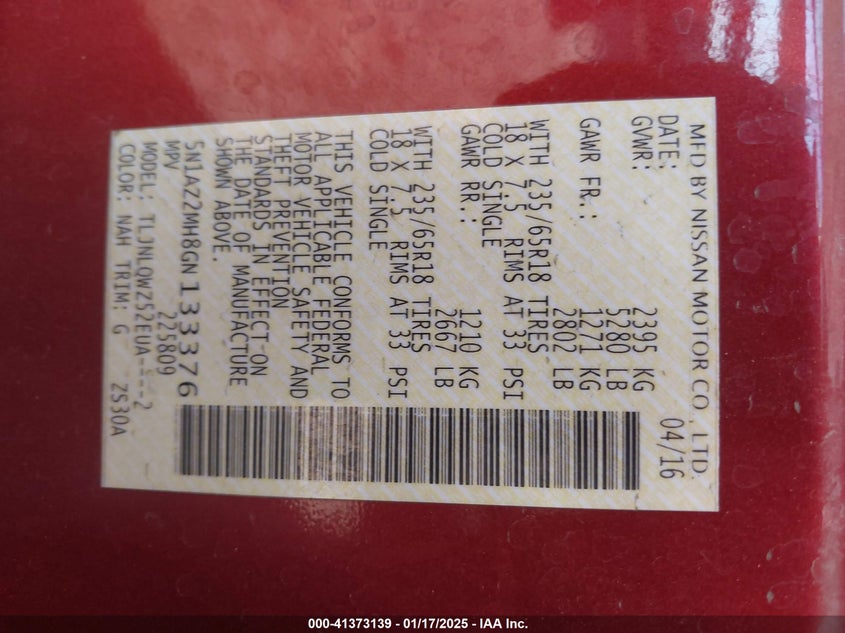 MFD BY NISSAN MOTOR CO., LTD.
DATE: 04/16
GVWR: 2395 KG
5280 LB
GAWR FR.: 1271 KG
2802 LB
WITH 235/65R18 TIRES
18 X 7.5 RIMS AT 33 PSI
COLD SINGLE
GAWR RR.: 1210 KG
2667 LB
WITH 235/65R18 TIRES
18 X 7.5 RIMS AT 33 PSI
COLD SINGLE
THIS VEHICLE CONFORMS TO
ALL APPLICABLE FEDERAL
MOTOR VEHICLE SAFETY AND
THEFT PREVENTION
STANDARDS IN EFFECT ON
THE DATE OF MANUFACTURE
SHOWN ABOVE.
5N1AZ2MH8GN133376
MPV 225809
MODEL: TLJNLQWZ52EUA----2
COLOR: NAH TRIM: G 2S30A
000-41373139 - 01/17/2025 - IAA Inc.